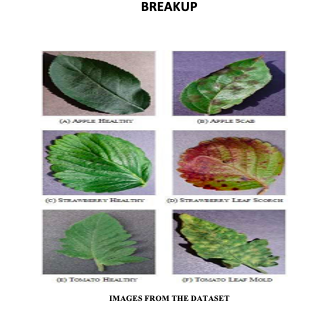 BREAKUP
(A) APPLE HEALTHY
(B) APPLE SCAB
(C) STRAWBERRY HEALTHY
(D) STRAWBERRY LEAF SCORCH
(E) TOMATO HEALTHY
(F) TOMATO LEAF MOLD
IMAGES FROM THE DATASET